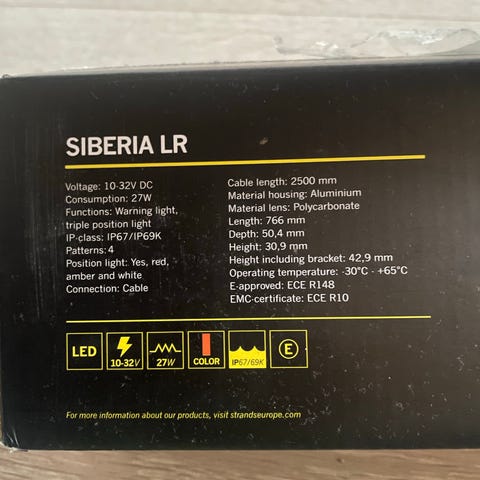 SIBERIA LR
Voltage: 10-32V DC
Consumption: 27W
Functions: Warning light,
triple position light
IP-class: IP67/IP69K
Patterns: 4
Position light: Yes, red,
amber and white
Connection: Cable
Cable length: 2500 mm
Material housing: Aluminium
Material lens: Polycarbonate
Length: 766 mm
Depth: 50,4 mm
Height: 30,9 mm
Height including bracket: 42,9 mm
Operating temperature: -30°C - +65°C
E-approved: ECE R148
EMC-certificate: ECE R10
LED
10-32V
27W
COLOR
IP67/69K
E
For more information about our products, visit strandseurope.com